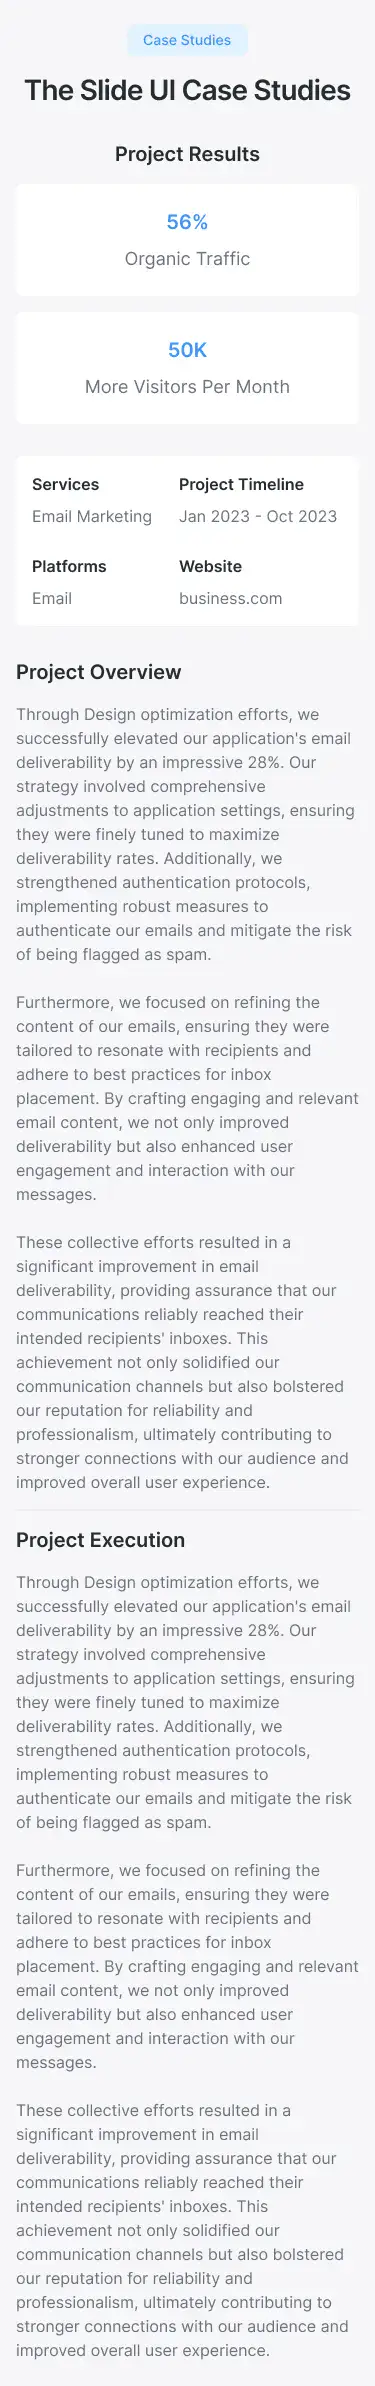 Case Studies
The Slide UI Case Studies
Project Results
56%
Organic Traffic
50K
More Visitors Per Month
Services
Project Timeline
Email Marketing
Jan 2023 - Oct 2023
Platforms
Website
Email
business.com
Project Overview
Through Design optimization efforts, we
successfully elevated our application's email
deliverability by an impressive 28%. Our
strategy involved comprehensive
adjustments to application settings, ensuring
they were finely tuned to maximize
deliverability rates. Additionally, we
strengthened authentication protocols,
implementing robust measures to
authenticate our emails and mitigate the risk
of being flagged as spam.
Furthermore, we focused on refining the
content of our emails, ensuring they were
tailored to resonate with recipients and
adhere to best practices for inbox
placement. By crafting engaging and relevant
email content, we not only improved
deliverability but also enhanced user
engagement and interaction with our
messages.
These collective efforts resulted in a
significant improvement in email
deliverability, providing assurance that our
communications reliably reached their
intended recipients' inboxes. This
achievement not only solidified our
communication channels but also bolstered
our reputation for reliability and
professionalism, ultimately contributing to
stronger connections with our audience and
improved overall user experience.
Project Execution
Through Design optimization efforts, we
successfully elevated our application's email
deliverability by an impressive 28%. Our
strategy involved comprehensive
adjustments to application settings, ensuring
they were finely tuned to maximize
deliverability rates. Additionally, we
strengthened authentication protocols,
implementing robust measures to
authenticate our emails and mitigate the risk
of being flagged as spam.
Furthermore, we focused on refining the
content of our emails, ensuring they were
tailored to resonate with recipients and
adhere to best practices for inbox
placement. By crafting engaging and relevant
email content, we not only improved
deliverability but also enhanced user
engagement and interaction with our
messages.
These collective efforts resulted in a
significant improvement in email
deliverability, providing assurance that our
communications reliably reached their
intended recipients' inboxes. This
achievement not only solidified our
communication channels but also bolstered
our reputation for reliability and
professionalism, ultimately contributing to
stronger connections with our audience and
improved overall user experience.